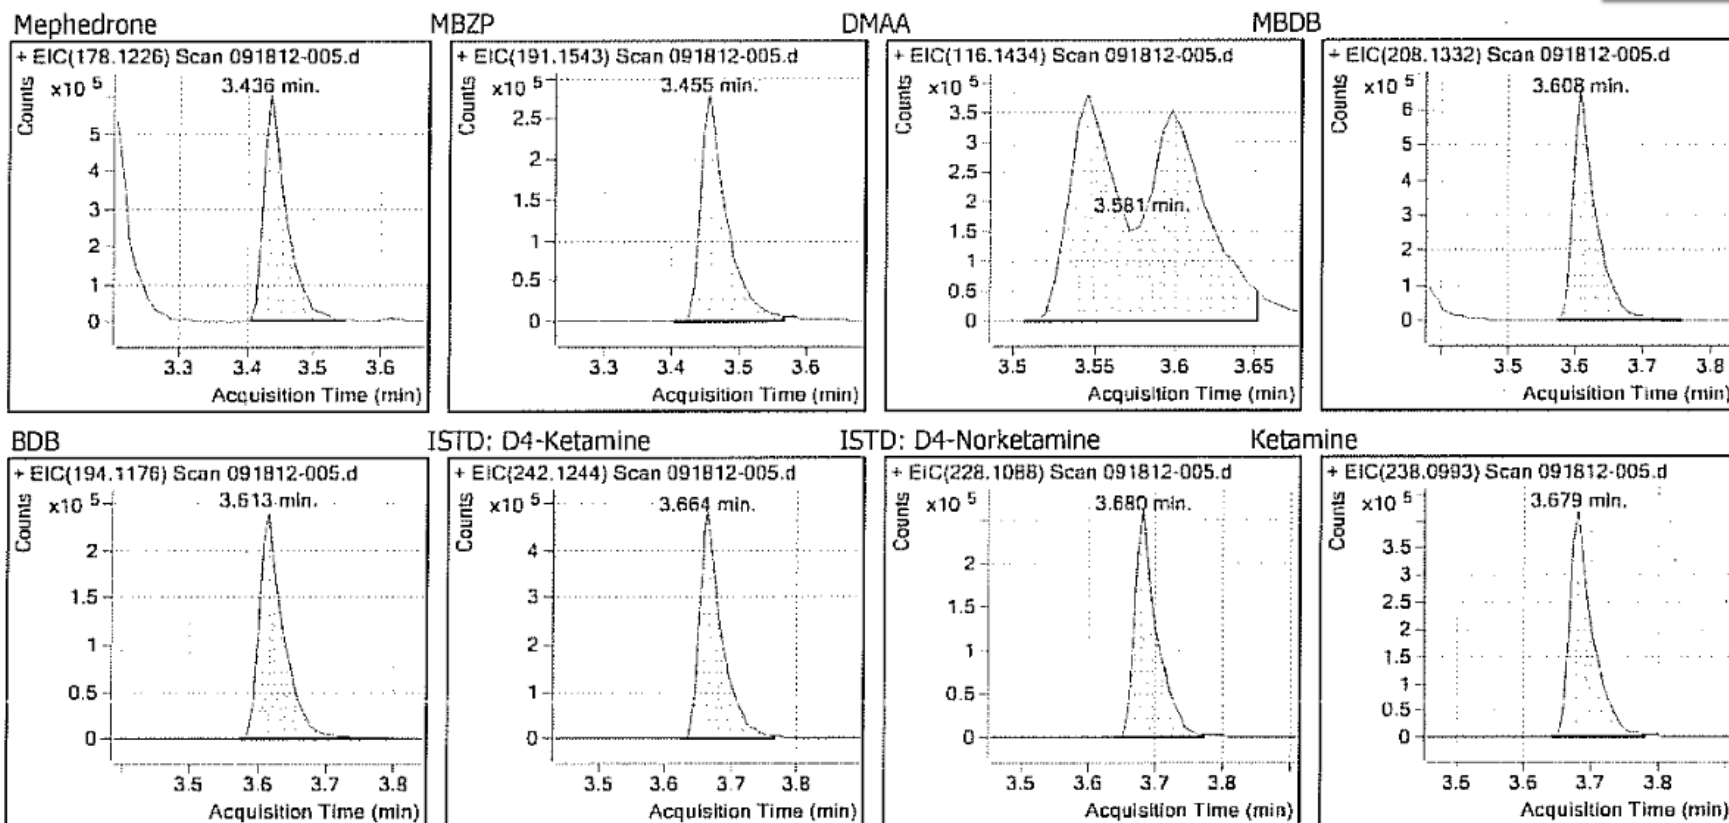 Mephedrone MBZP DMAA MBDB
+ EIC(178.1226) Scan 091812-005.d
Counts
x10 5
3.436 min.
5
4
3
2
1
0
3.3 3.4 3.5 3.6
Acquisition Time (min)
+ EIC(191.1543) Scan 091812-005.d
Counts
x10 5
3.455 min.
2.5
2
1.5
1
0.5
0
3.3 3.4 3.5 3.6
Acquisition Time (min)
+ EIC(116.1434) Scan 091812-005.d
Counts
x10 5
3.581 min.
3.5
3
2.5
2
1.5
1
0.5
0
3.5 3.55 3.6 3.65
Acquisition Time (min)
+ EIC(208.1332) Scan 091812-005.d
Counts
x10 5
3.608 min.
6
5
4
3
2
1
0
3.5 3.6 3.7 3.8
Acquisition Time (min)
BDB ISTD: D4-Ketamine ISTD: D4-Norketamine Ketamine
+ EIC(194.1176) Scan 091812-005.d
Counts
x10 5
3.613 min.
2
1.5
1
0.5
0
3.5 3.6 3.7 3.8
Acquisition Time (min)
+ EIC(242.1244) Scan 091812-005.d
Counts
x10 5
3.664 min.
4
3
2
1
0
3.5 3.6 3.7 3.8
Acquisition Time (min)
+ EIC(228.1088) Scan 091812-005.d
Counts
x10 5
3.680 min.
2
1.5
1
0.5
0
3.5 3.6 3.7 3.8
Acquisition Time (min)
+ EIC(238.0993) Scan 091812-005.d
Counts
x10 5
3.679 min.
3.5
3
2.5
2
1.5
1
0.5
0
3.5 3.6 3.7 3.8
Acquisition Time (min)